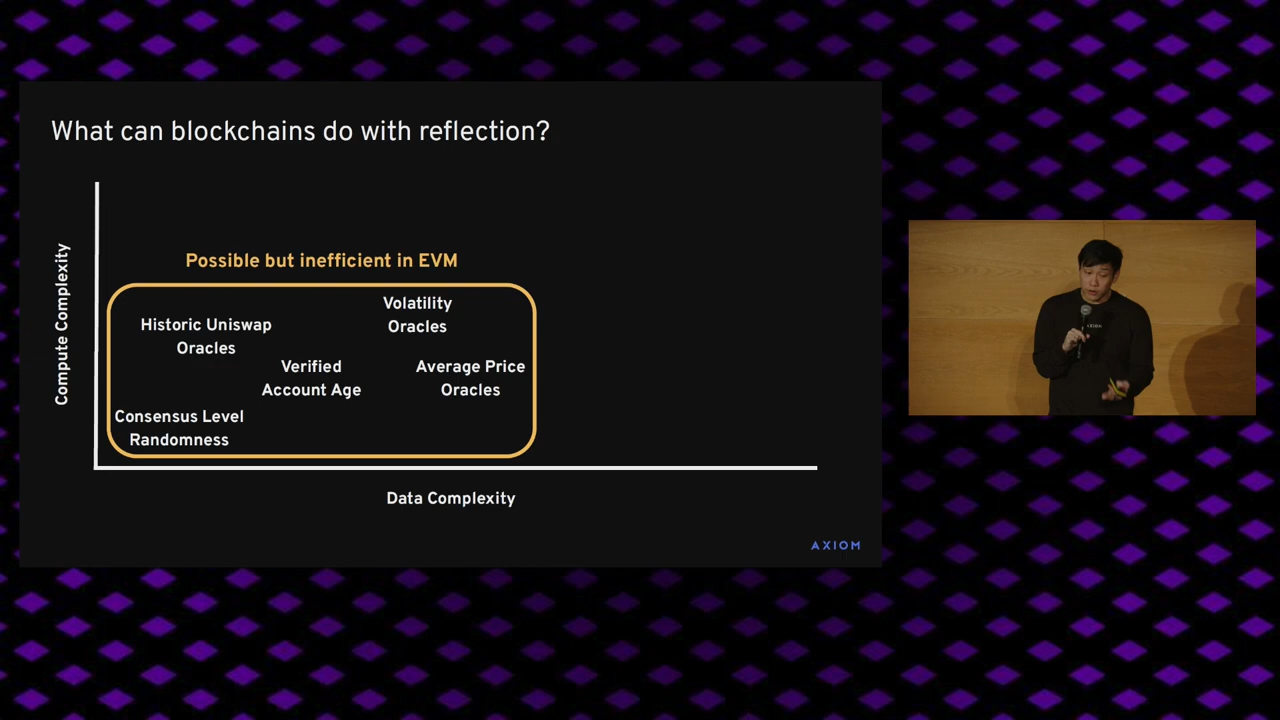 What can blockchains do with reflection?
Compute Complexity
Possible but inefficient in EVM
Volatility
Oracles
Historic Uniswap
Oracles
Verified
Account Age
Average Price
Oracles
Consensus Level
Randomness
Data Complexity
AXIOM
AXIOM